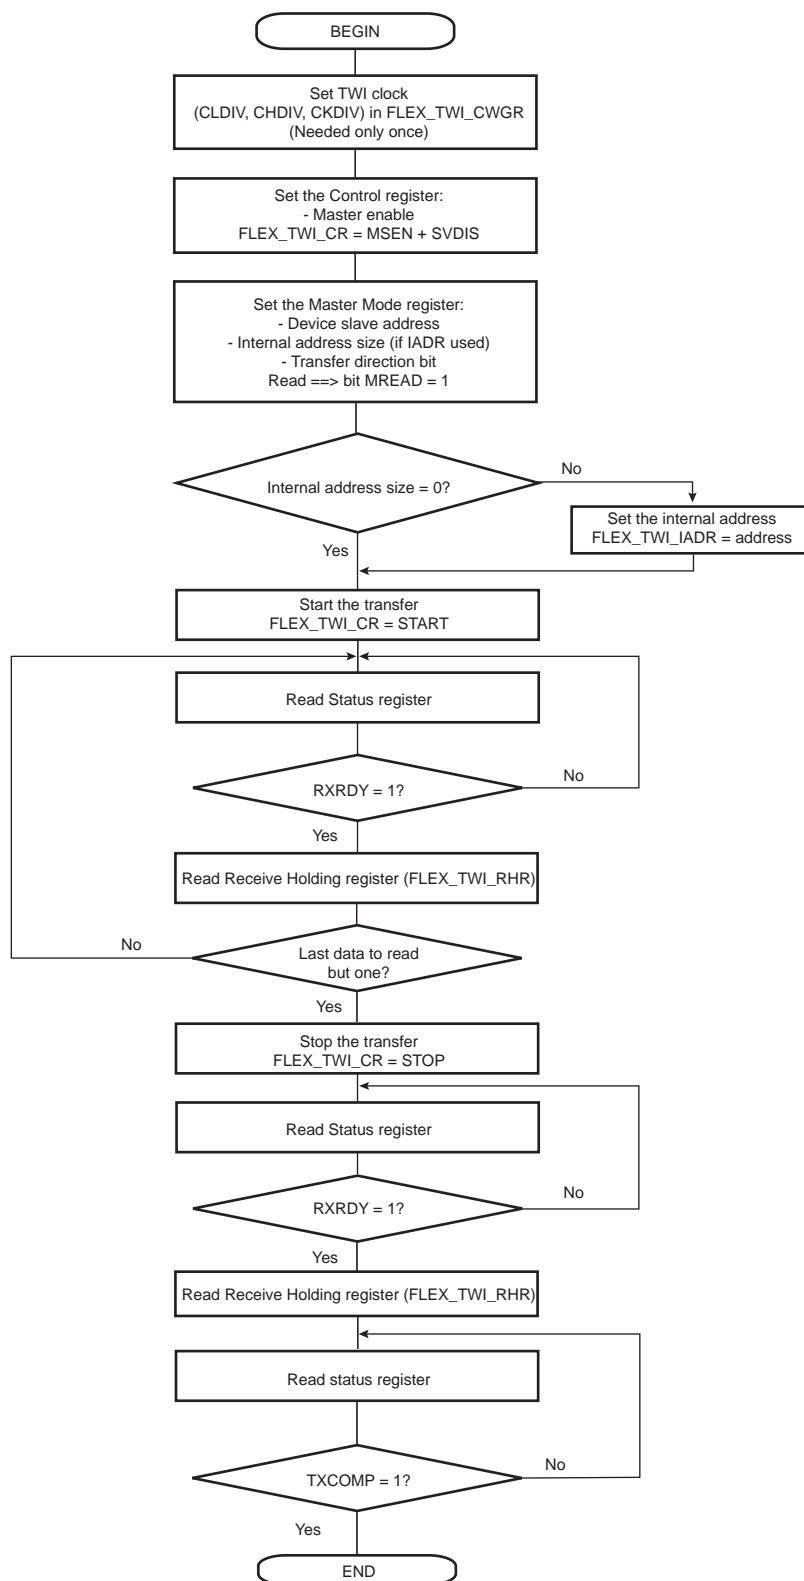 BEGIN
Set TWI clock
(CLDIV, CHDIV, CKDIV) in FLEX_TWI_CWGR
(Needed only once)
Set the Control register:
- Master enable
FLEX_TWI_CR = MSEN + SVDIS
Set the Master Mode register:
- Device slave address
- Internal address size (if IADR used)
- Transfer direction bit
Read ==> bit MREAD = 1
Internal address size = 0?
No
Set the internal address
FLEX_TWI_IADR = address
Yes
Start the transfer
FLEX_TWI_CR = START
Read Status register
RXRDY = 1?
No
Yes
Read Receive Holding register (FLEX_TWI_RHR)
Last data to read
but one?
No
Yes
Stop the transfer
FLEX_TWI_CR = STOP
Read Status register
RXRDY = 1?
No
Yes
Read Receive Holding register (FLEX_TWI_RHR)
Read status register
TXCOMP = 1?
No
Yes
END